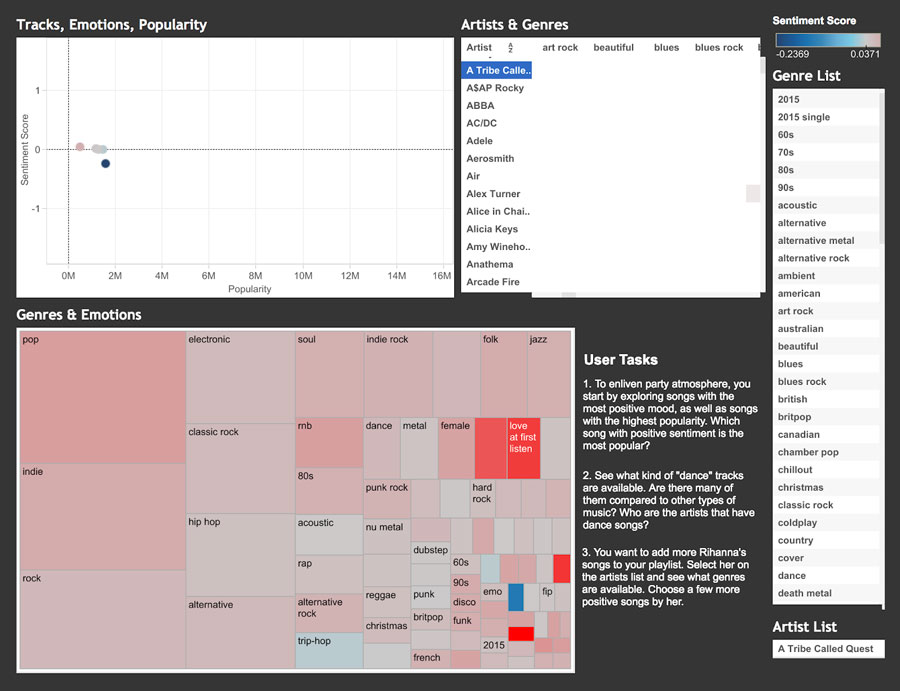 Tracks, Emotions, Popularity
Sentiment Score
1
0
-1
0M
2M
4M
6M
8M
10M
12M
14M
16M
Popularity
Artists & Genres
Artist
A
Z
art rock
beautiful
blues
blues rock
A Tribe Calle..
A$AP Rocky
ABBA
AC/DC
Adele
Aerosmith
Air
Alex Turner
Alice in Chai..
Alicia Keys
Amy Wineho..
Anathema
Arcade Fire
Sentiment Score
-0.2369
0.0371
Genre List
2015
2015 single
60s
70s
80s
90s
acoustic
alternative
alternative metal
alternative rock
ambient
american
art rock
australian
beautiful
blues
blues rock
british
britpop
canadian
chamber pop
chillout
christmas
classic rock
coldplay
country
cover
dance
death metal
Artist List
A Tribe Called Quest
Genres & Emotions
pop
indie
rock
electronic
classic rock
hip hop
alternative
soul
rnb
80s
acoustic
rap
alternative
rock
trip-hop
indie rock
folk
jazz
dance
metal
female
love
at first
listen
punk rock
hard
rock
nu metal
reggae
christmas
dubstep
punk
britpop
french
60s
90s
disco
funk
emo
fip
2015
User Tasks
1. To enliven party atmosphere, you
start by exploring songs with the
most positive mood, as well as songs
with the highest popularity. Which
song with positive sentiment is the
most popular?
2. See what kind of "dance" tracks
are available. Are there many of
them compared to other types of
music? Who are the artists that have
dance songs?
3. You want to add more Rihanna's
songs to your playlist. Select her on
the artists list and see what genres
are available. Choose a few more
positive songs by her.